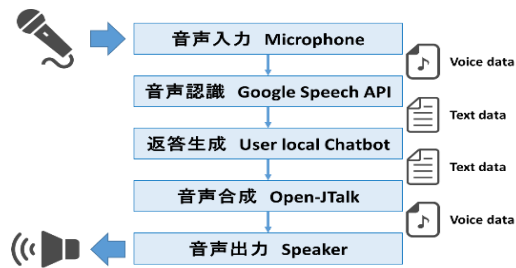 音声入力 Microphone
Voice data
音声認識 Google Speech API
Text data
返答生成 User local Chatbot
Text data
音声合成 Open-JTalk
Voice data
音声出力 Speaker